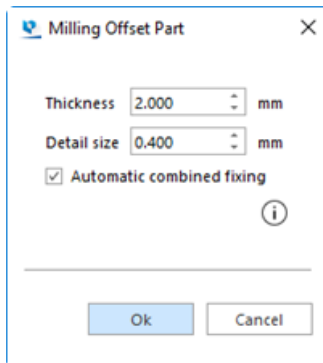 Milling Offset Part
Thickness 2.000 mm
Detail size 0.400 mm
Automatic combined fixing
Ok Cancel